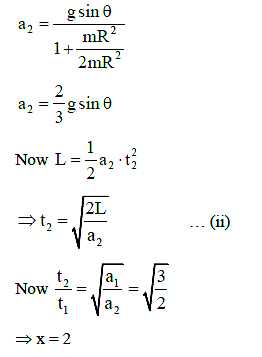 a₂ = g sin θ / (1 + mR² / 2mR²)
a₂ = 2/3 g sin θ
Now L = 1/2 a₂ · t₂²
⇒ t₂ = √(2L / a₂) ... (ii)
Now t₂/t₁ = √(a₁/a₂) = √(3/2)
⇒ x = 2